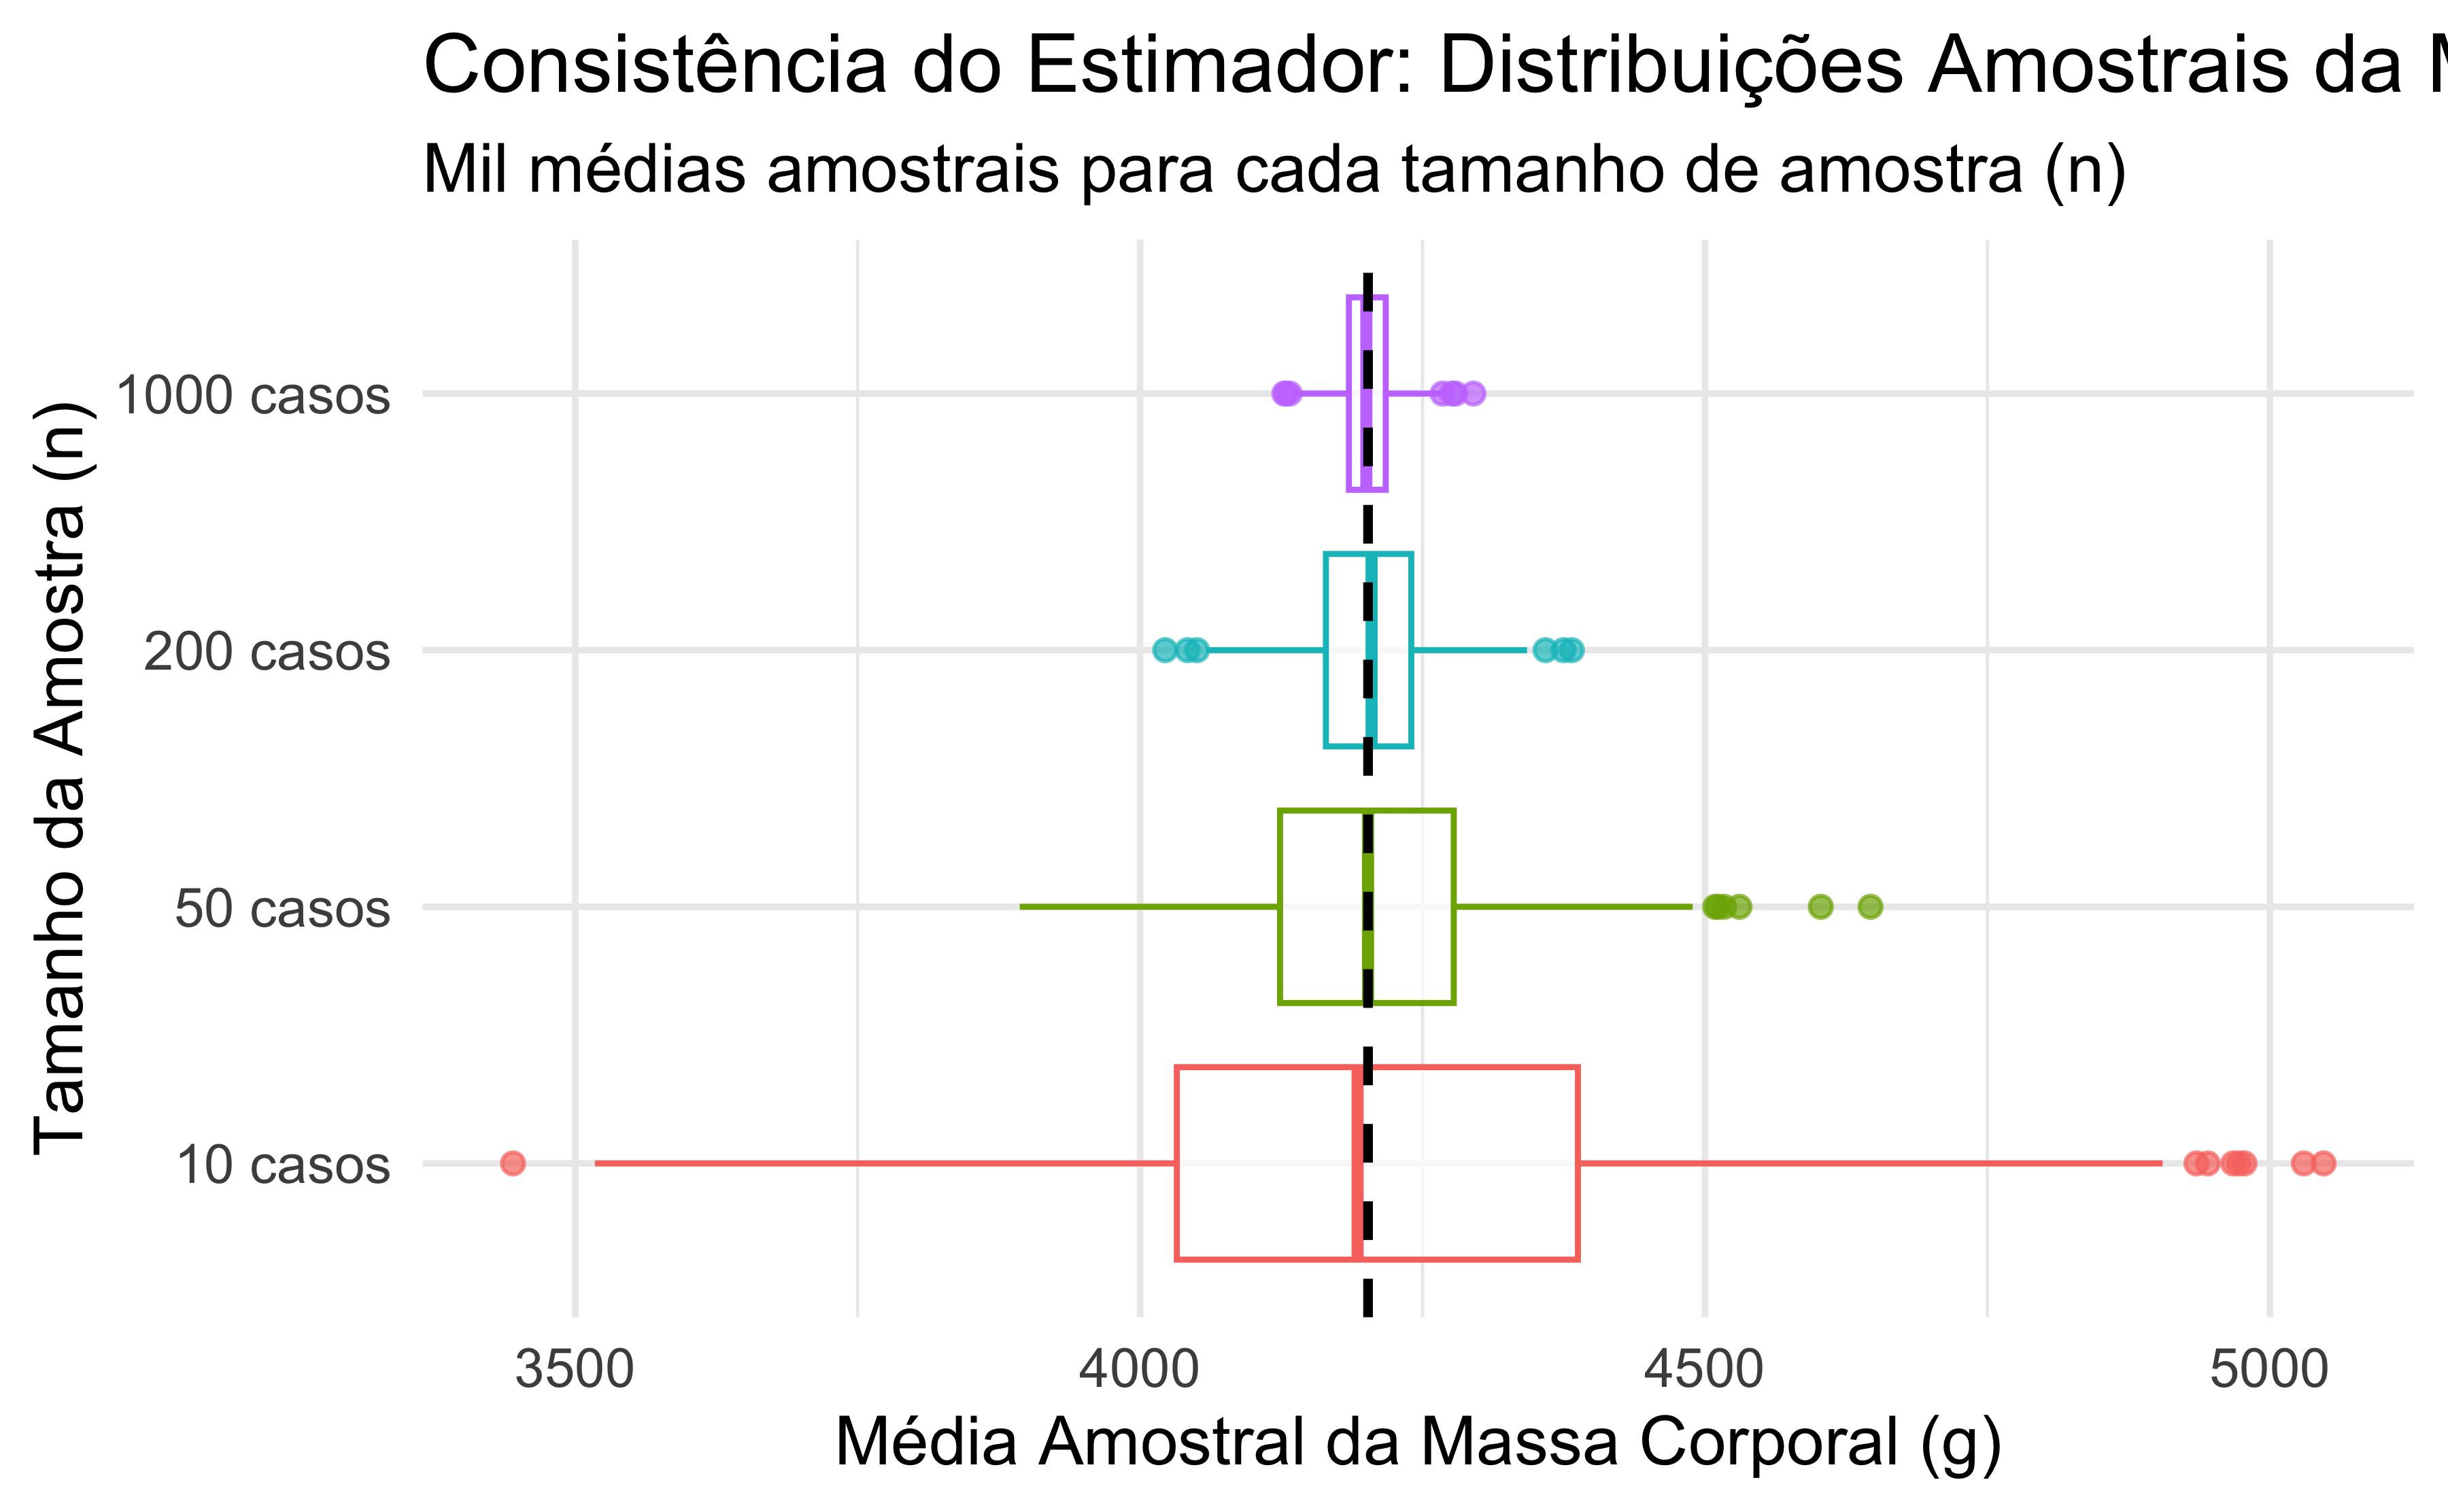 Consistência do Estimador: Distribuições Amostrais da
Mil médias amostrais para cada tamanho de amostra (n)
Tamanho da Amostra (n)
1000 casos
200 casos
50 casos
10 casos
3500 4000 4500 5000
Média Amostral da Massa Corporal (g)